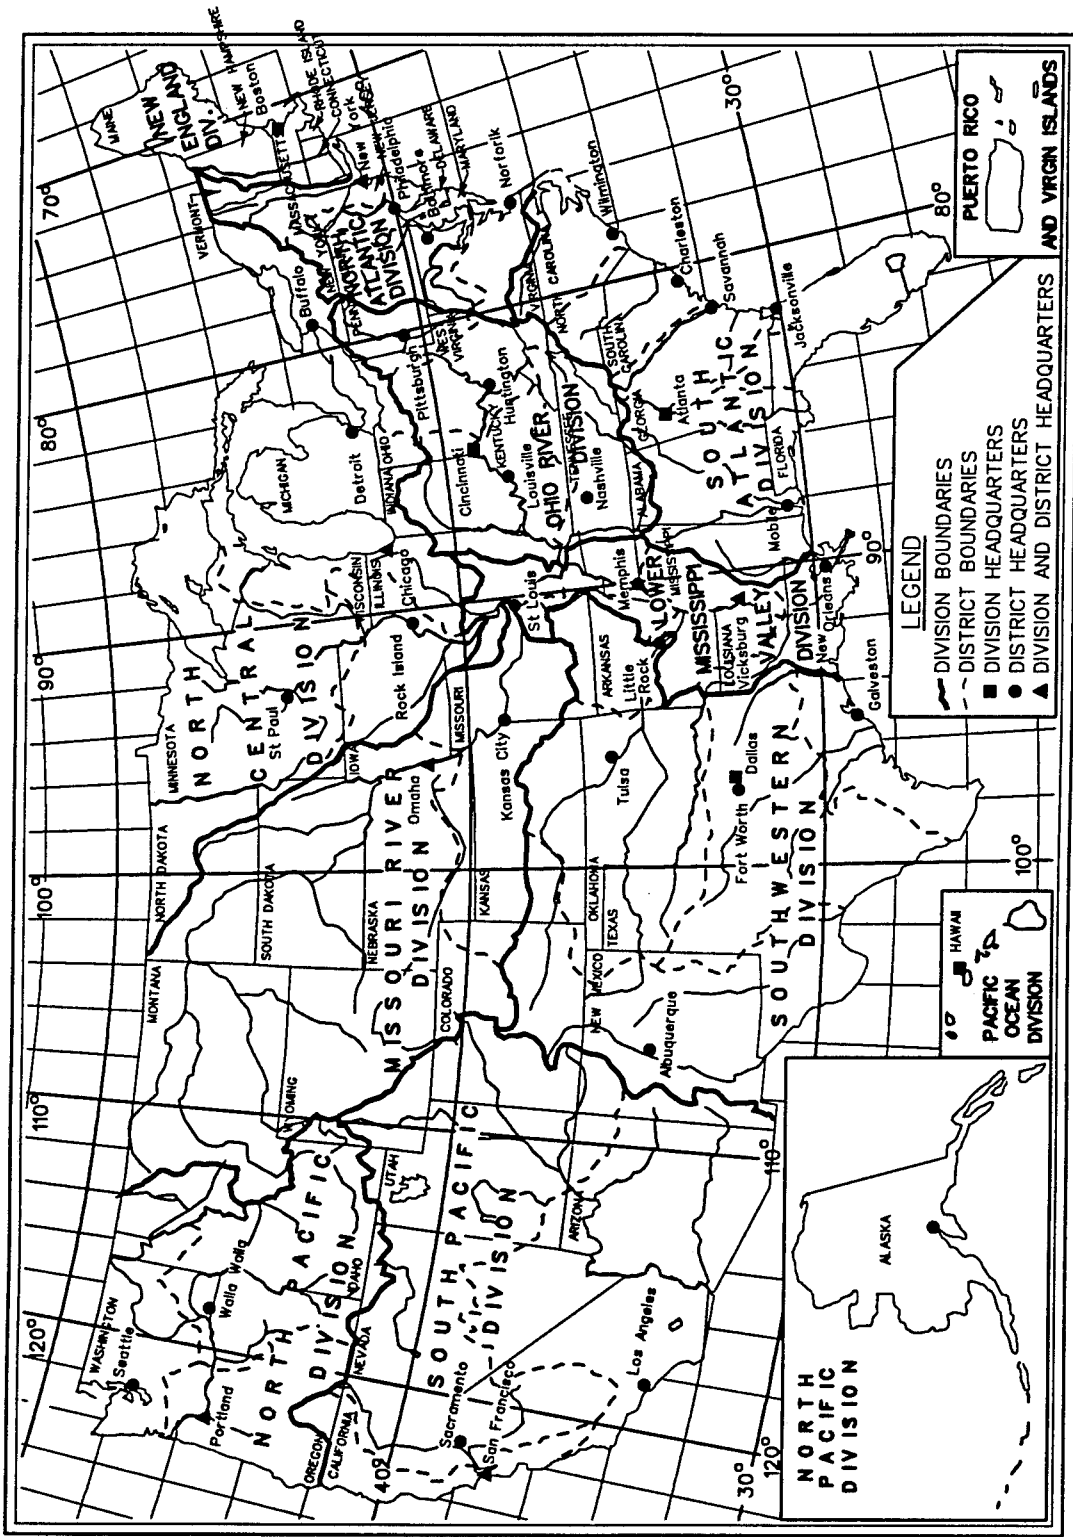 120°
110°
100°
90°
80°
70°
WASHINGTON
Seattle
Portland
Walla Walla
NORTH PACIFIC
DIVISION
OREGON
CALIFORNIA
NEVADA
IDAHO
40°
MONTANA
WYOMING
UTAH
NORTH DAKOTA
SOUTH DAKOTA
NEBRASKA
MISSOURI RIVER
DIVISION
Omaha
COLORADO
KANSAS
Kansas City
MINNESOTA
NORTH
CENTRAL
DIVISION
St Paul
IOWA
Rock Island
MISSOURI
WISCONSIN
ILLINOIS
Chicago
St Louis
MICHIGAN
Detroit
INDIANA
OHIO
Buffalo
VERMONT
MAINE
NEW
ENGLAND
DIV.
NEW HAMPSHIRE
Boston
MASSACHUSETTS
RHODE ISLAND
CONNECTICUT
New York
NEW JERSEY
NEW YORK
NORTH
ATLANTIC
DIVISION
Philadelphia
Baltimore
DELAWARE
MARYLAND
Norforlk
Pittsburgh
Huntington
Cincinnati
KENTUCKY
Louisville
OHIO RIVER
DIVISION
TENNESSEE
Nashville
VIRGINIA
NORTH CAROLINA
Wilmington
SOUTH
CAROLINA
Charleston
Savannah
GEORGIA
Atlanta
ALABAMA
SOUTH
ATLANTIC
DIVISION
Jacksonville
FLORIDA
Mobile
30°
80°
SOUTH PACIFIC
DIVISION
Sacramento
San Francisco
Los Angeles
ARIZONA
NEW MEXICO
Albuquerque
OKLAHOMA
TEXAS
Tulsa
ARKANSAS
Little
Rock
Memphis
MISSISSIPPI
LOWER
MISSISSIPPI
VALLEY
DIVISION
LOUISIANA
Vicksburg
New
Orleans
Fort Worth
Dallas
SOUTHWESTERN
DIVISION
Galveston
30°
120°
110°
100°
90°
NORTH
PACIFIC
DIVISION
ALASKA
HAWAII
PACIFIC
OCEAN
DIVISION
LEGEND
DIVISION BOUNDARIES
DISTRICT BOUNDARIES
DIVISION HEADQUARTERS
DISTRICT HEADQUARTERS
DIVISION AND DISTRICT HEADQUARTERS
PUERTO RICO
AND VIRGIN ISLANDS